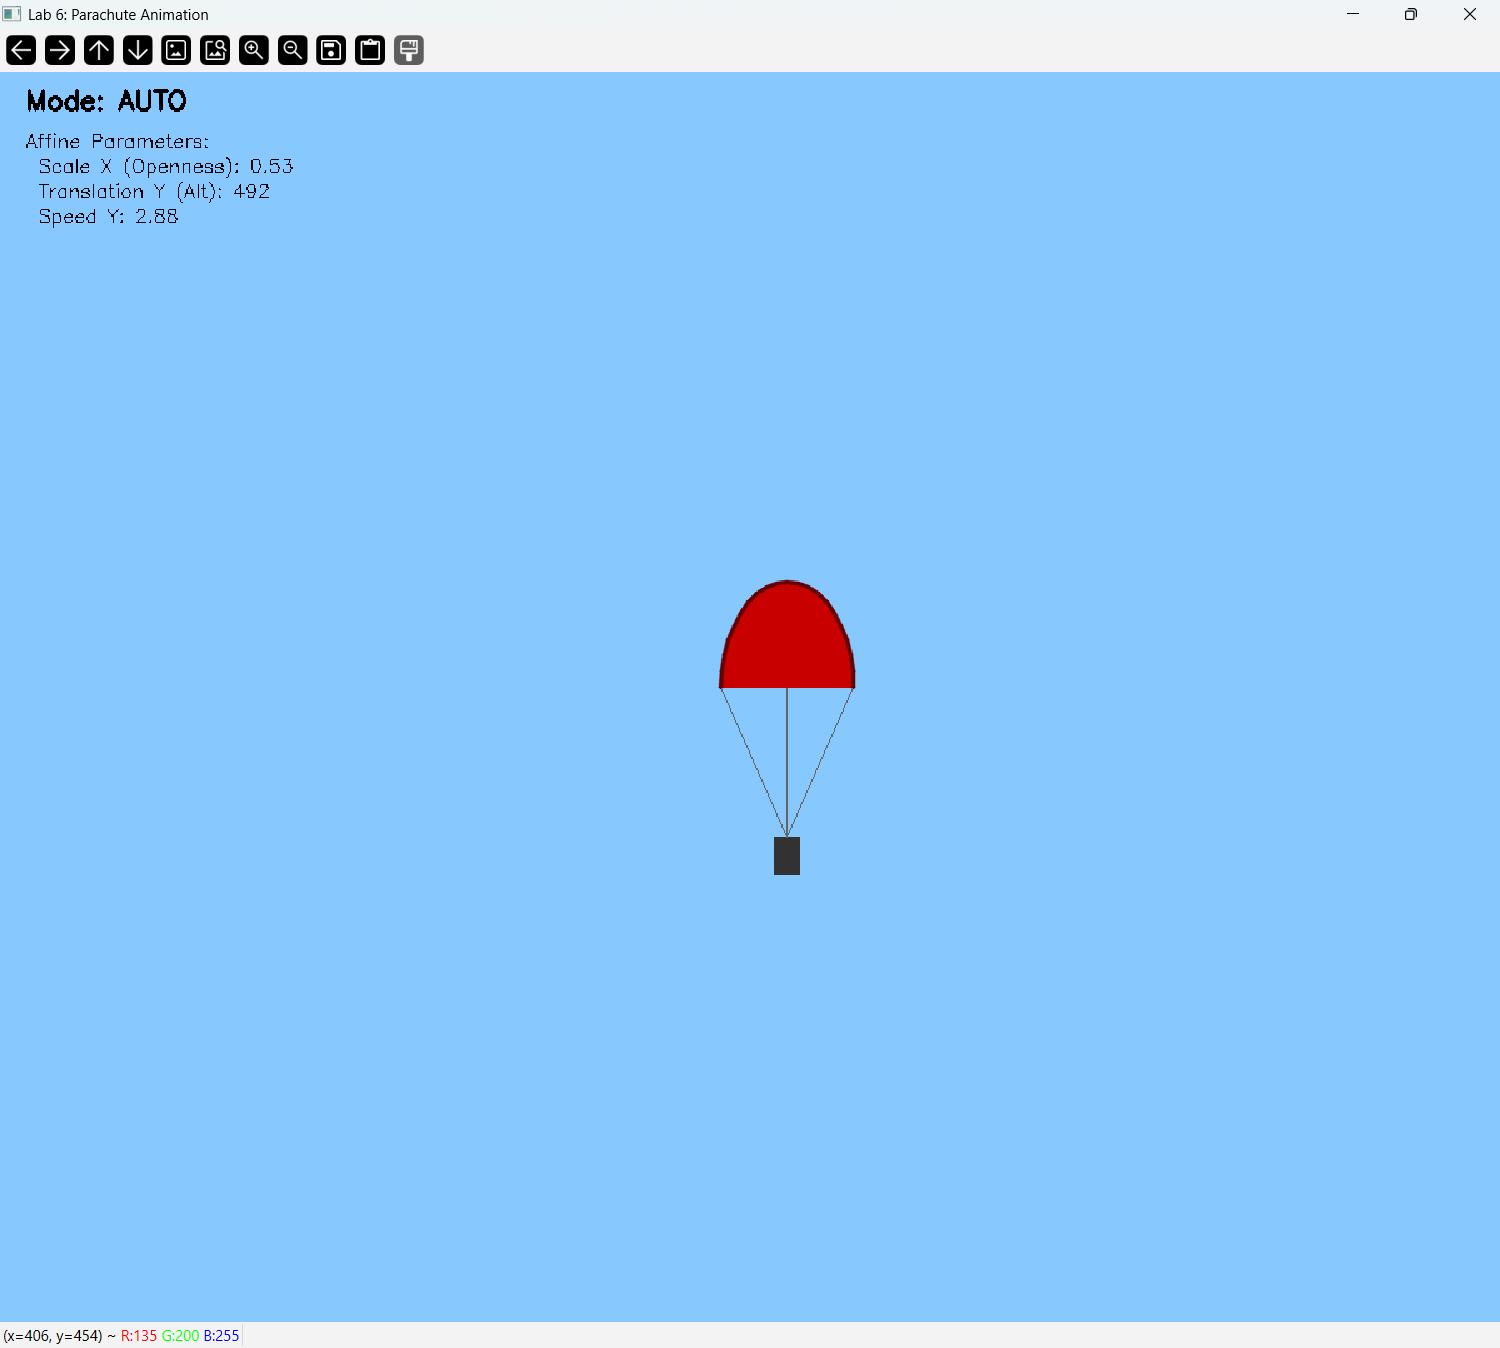 Lab 6: Parachute Animation
Mode: AUTO
Affine Parameters:
Scale X (Openness): 0.53
Translation Y (Alt): 492
Speed Y: 2.88
(x=406, y=454) ~ R:135 G:200 B:255